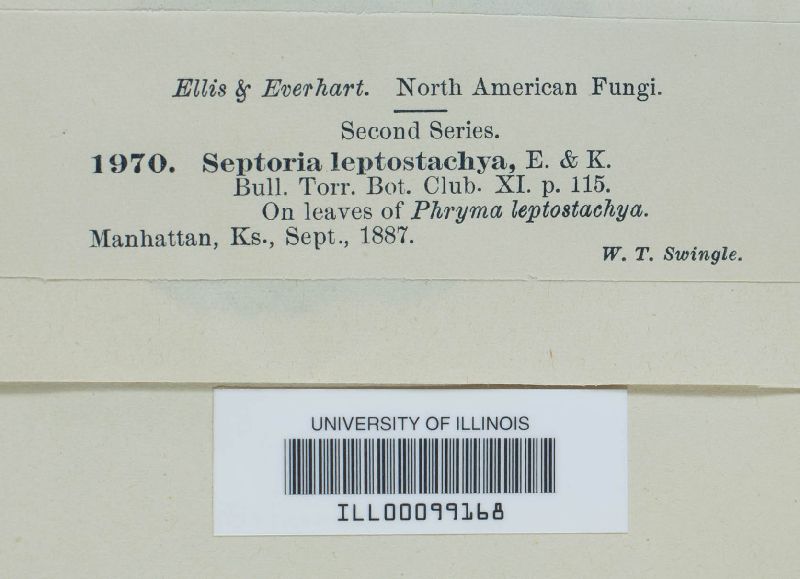 Ellis & Everhart. North American Fungi.
Second Series.
1970. Septoria leptostachya, E. & K.
Bull. Torr. Bot. Club. XI. p. 115.
On leaves of Phryma leptostachya.
Manhattan, Ks., Sept., 1887.
W. T. Swingle.
UNIVERSITY OF ILLINOIS
ILL00099168